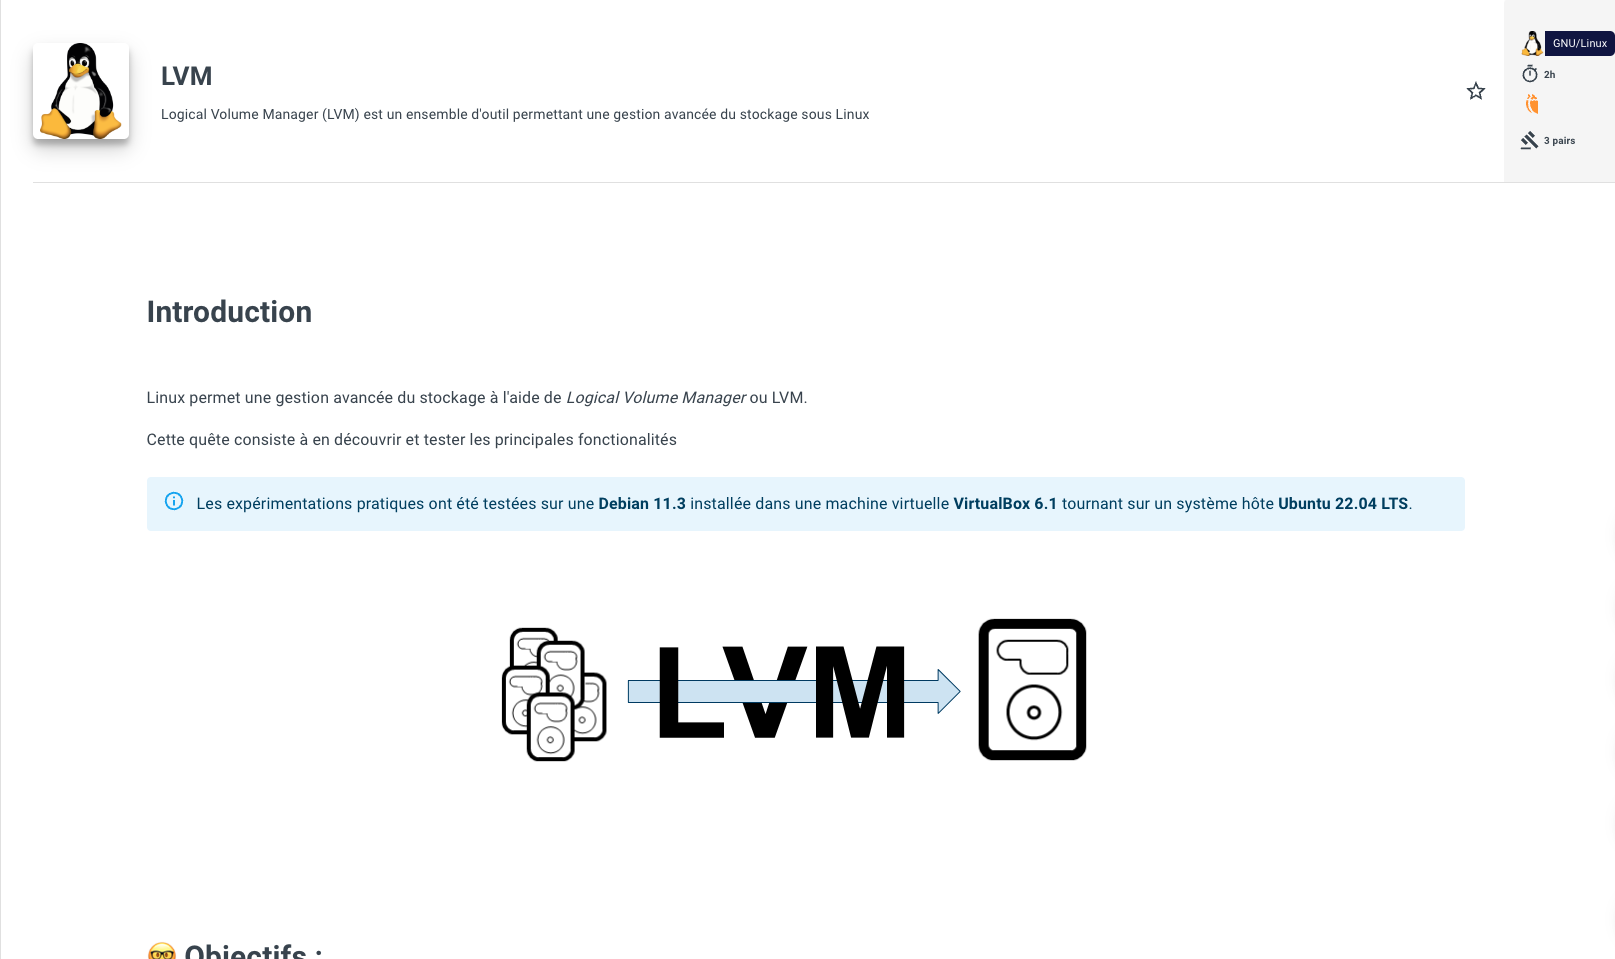 LVM
Logical Volume Manager (LVM) est un ensemble d'outil permettant une gestion avancée du stockage sous Linux
GNU/Linux
2h
3 pairs
Introduction
Linux permet une gestion avancée du stockage à l'aide de Logical Volume Manager ou LVM.
Cette quête consiste à en découvrir et tester les principales fonctionalités
Les expérimentations pratiques ont été testées sur une Debian 11.3 installée dans une machine virtuelle VirtualBox 6.1 tournant sur un système hôte Ubuntu 22.04 LTS.
LVM
🤓 Objectifs :